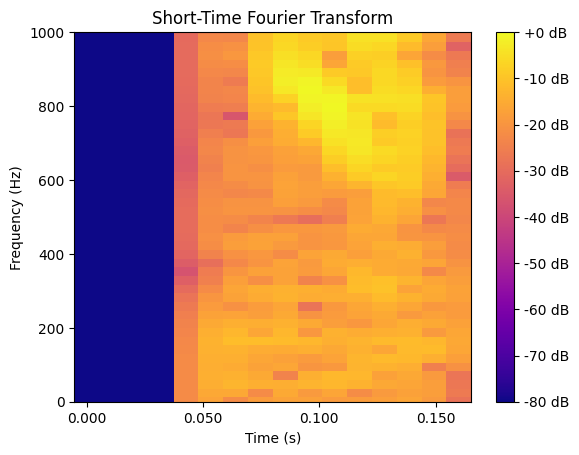 Short-Time Fourier Transform
1000
800
600
400
200
0
Frequency (Hz)
0.000
0.050
0.100
0.150
Time (s)
+0 dB
-10 dB
-20 dB
-30 dB
-40 dB
-50 dB
-60 dB
-70 dB
-80 dB